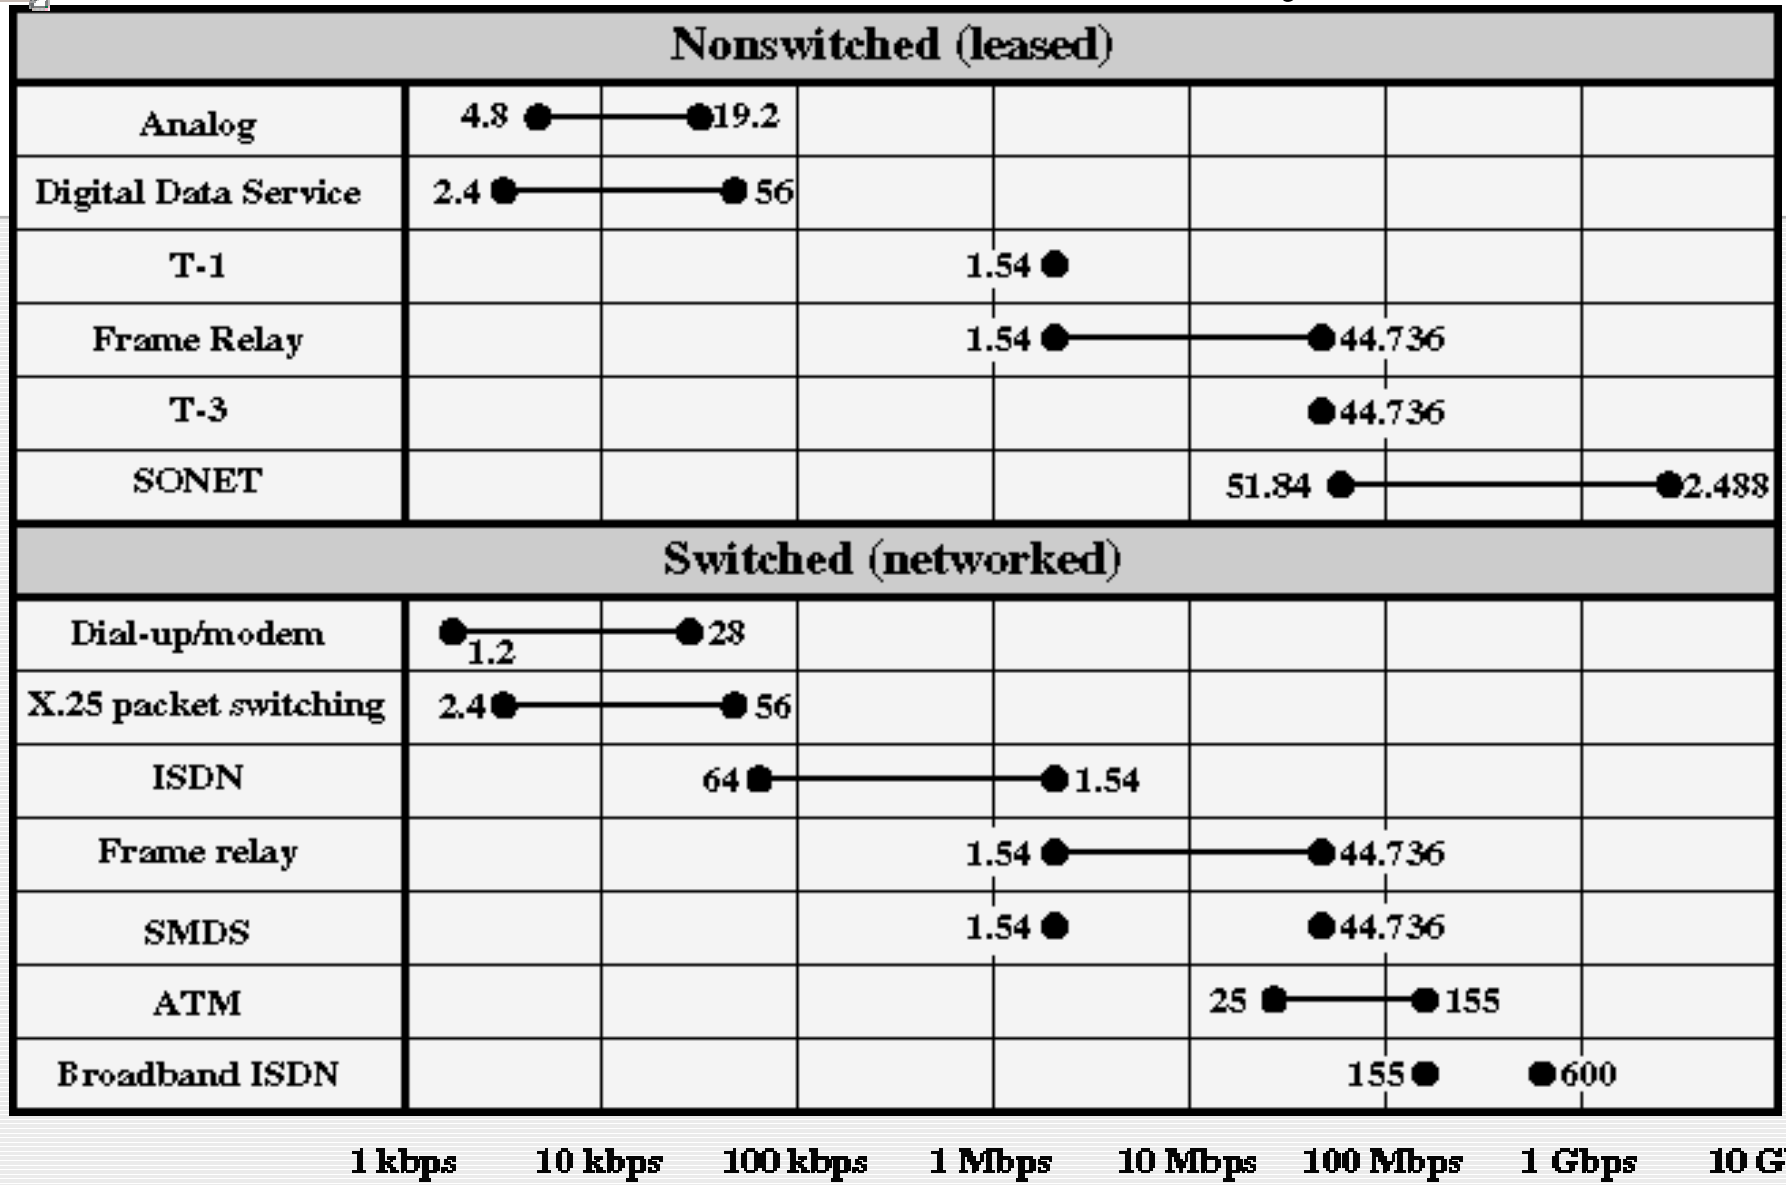 Nonswitched (leased)
Analog 4.8 19.2
Digital Data Service 2.4 56
T-1 1.54
Frame Relay 1.54 44.736
T-3 44.736
SONET 51.84 2.488
Switched (networked)
Dial-up/modem 1.2 28
X.25 packet switching 2.4 56
ISDN 64 1.54
Frame relay 1.54 44.736
SMDS 1.54 44.736
ATM 25 155
Broadband ISDN 155 600
1 kbps 10 kbps 100 kbps 1 Mbps 10 Mbps 100 Mbps 1 Gbps 10 G